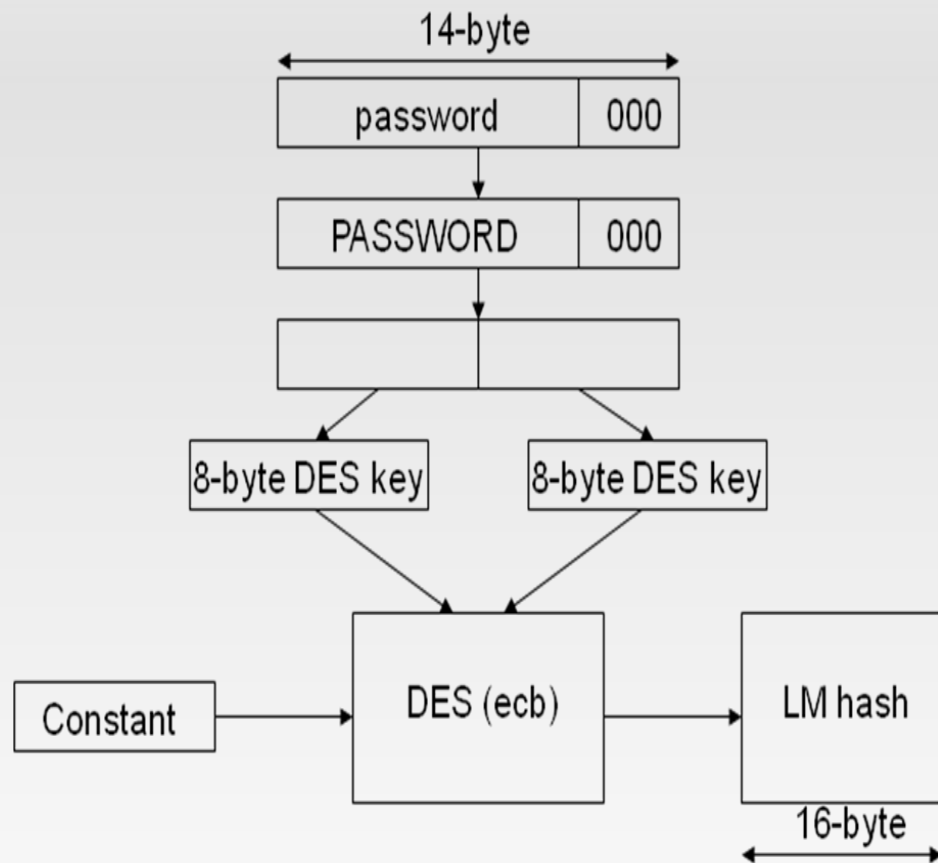 14-byte
password 000
PASSWORD 000
8-byte DES key 8-byte DES key
Constant DES (ecb) LM hash
16-byte